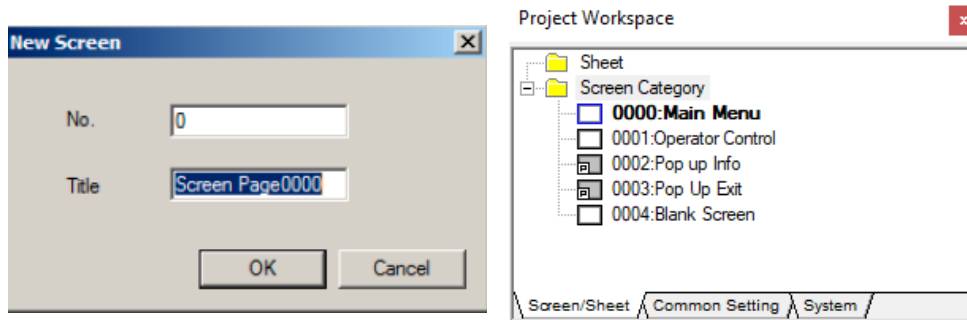 New Screen
No.
0
Title
Screen Page0000
OK
Cancel
Project Workspace
Sheet
Screen Category
0000:Main Menu
0001:Operator Control
0002:Pop up Info
0003:Pop Up Exit
0004:Blank Screen
Screen/Sheet Common Setting System